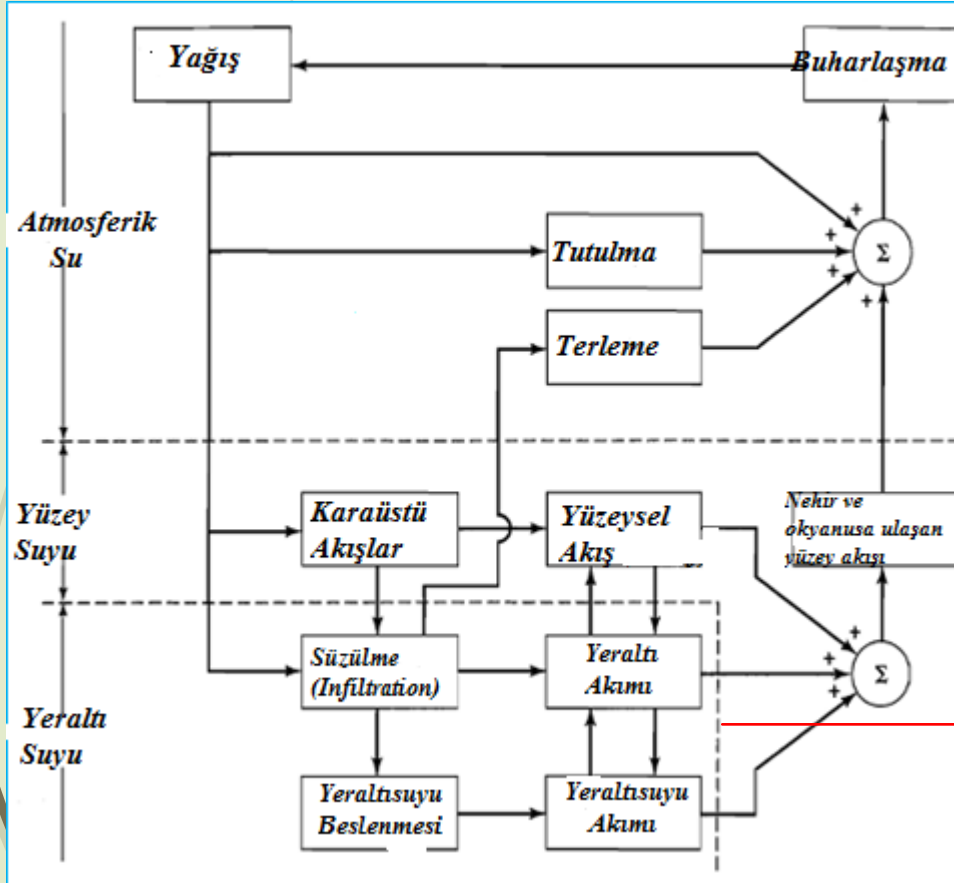 Yağış
Buharlaşma
+
Atmosferik
Su
Tutulma
+
Σ
+
+
Terleme
Yüzey
Suyu
Karaüstü
Akışlar
Yüzeysel
Akış
Nehir ve
okyanusa ulaşan
yüzey akışı
Yeraltı
Suyu
Süzülme
(Infiltration)
Yeraltı
Akımı
+
+
+
Σ
Yeraltısuyu
Beslenmesi
Yeraltısuyu
Akımı